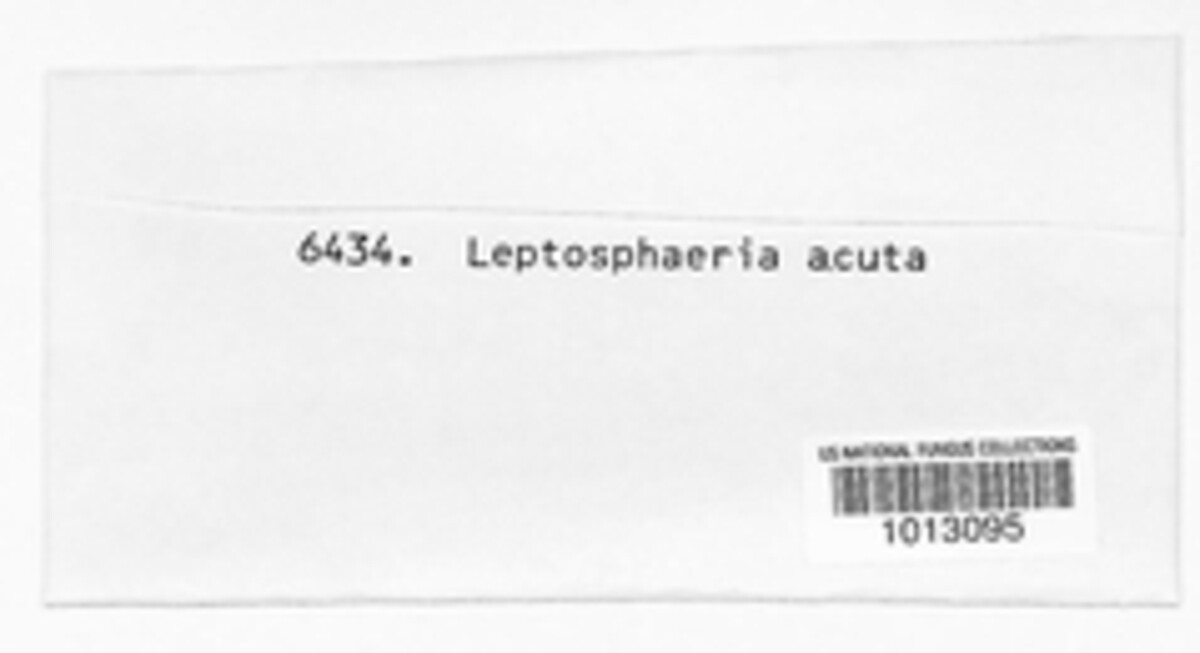 6434. Leptosphaeria acuta
US NATIONAL FUNGUS COLLECTIONS
1013095